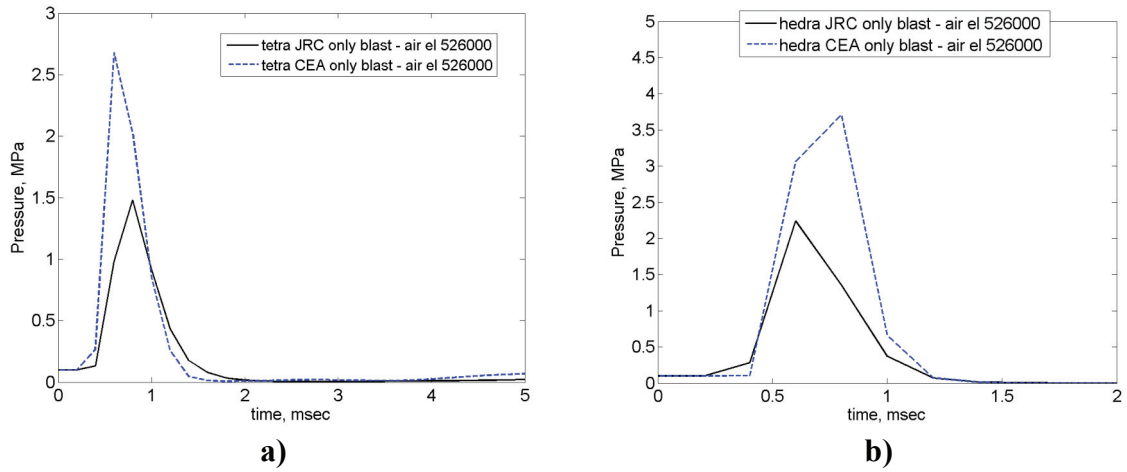 3
2.5
2
1.5
1
0.5
0
Pressure, MPa
tetra JRC only blast - air el 526000
tetra CEA only blast - air el 526000
0 1 2 3 4 5
time, msec
a)
5
4.5
4
3.5
3
2.5
2
1.5
1
0.5
0
Pressure, MPa
hedra JRC only blast - air el 526000
hedra CEA only blast - air el 526000
0 0.5 1 1.5 2
time, msec
b)